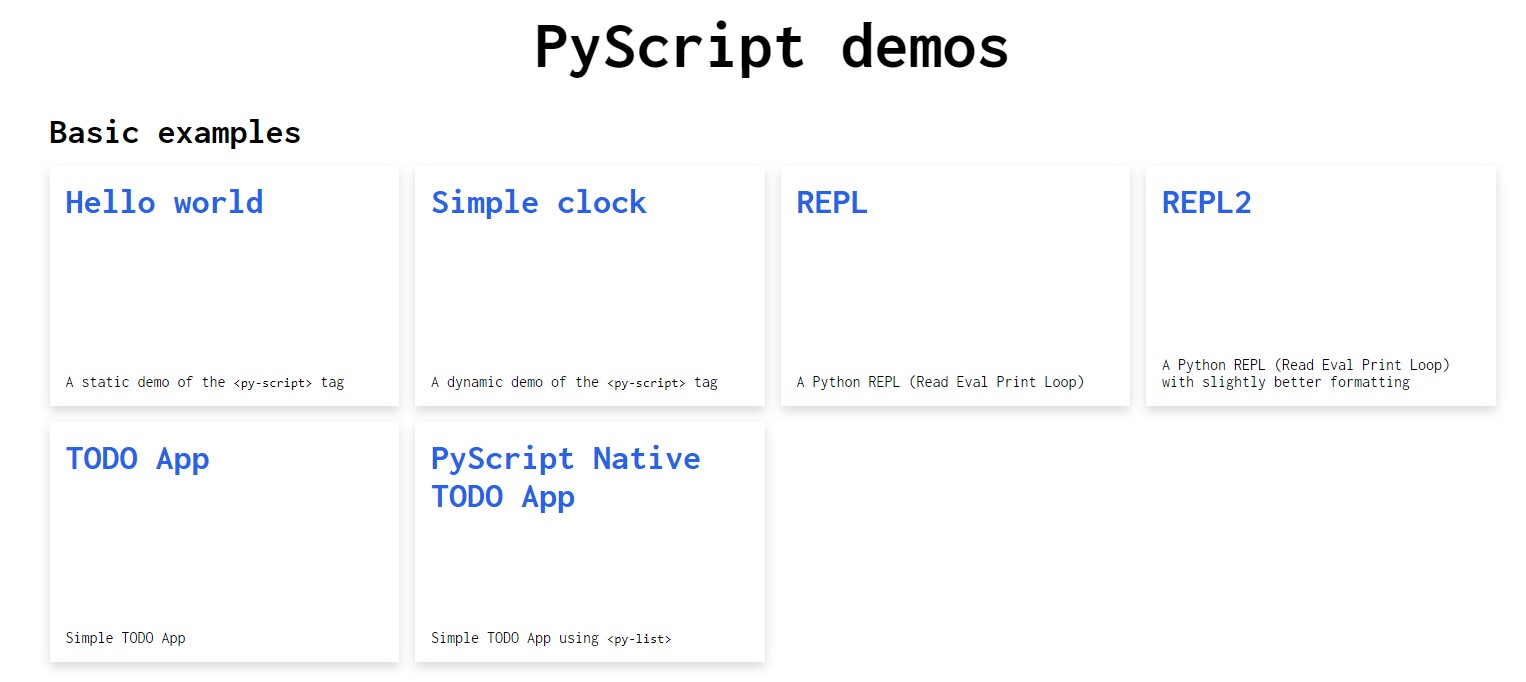 PyScript demos
Basic examples
Hello world
A static demo of the <py-script> tag
Simple clock
A dynamic demo of the <py-script> tag
REPL
A Python REPL (Read Eval Print Loop)
REPL2
A Python REPL (Read Eval Print Loop)
with slightly better formatting
TODO App
Simple TODO App
PyScript Native
TODO App
Simple TODO App using <py-list>